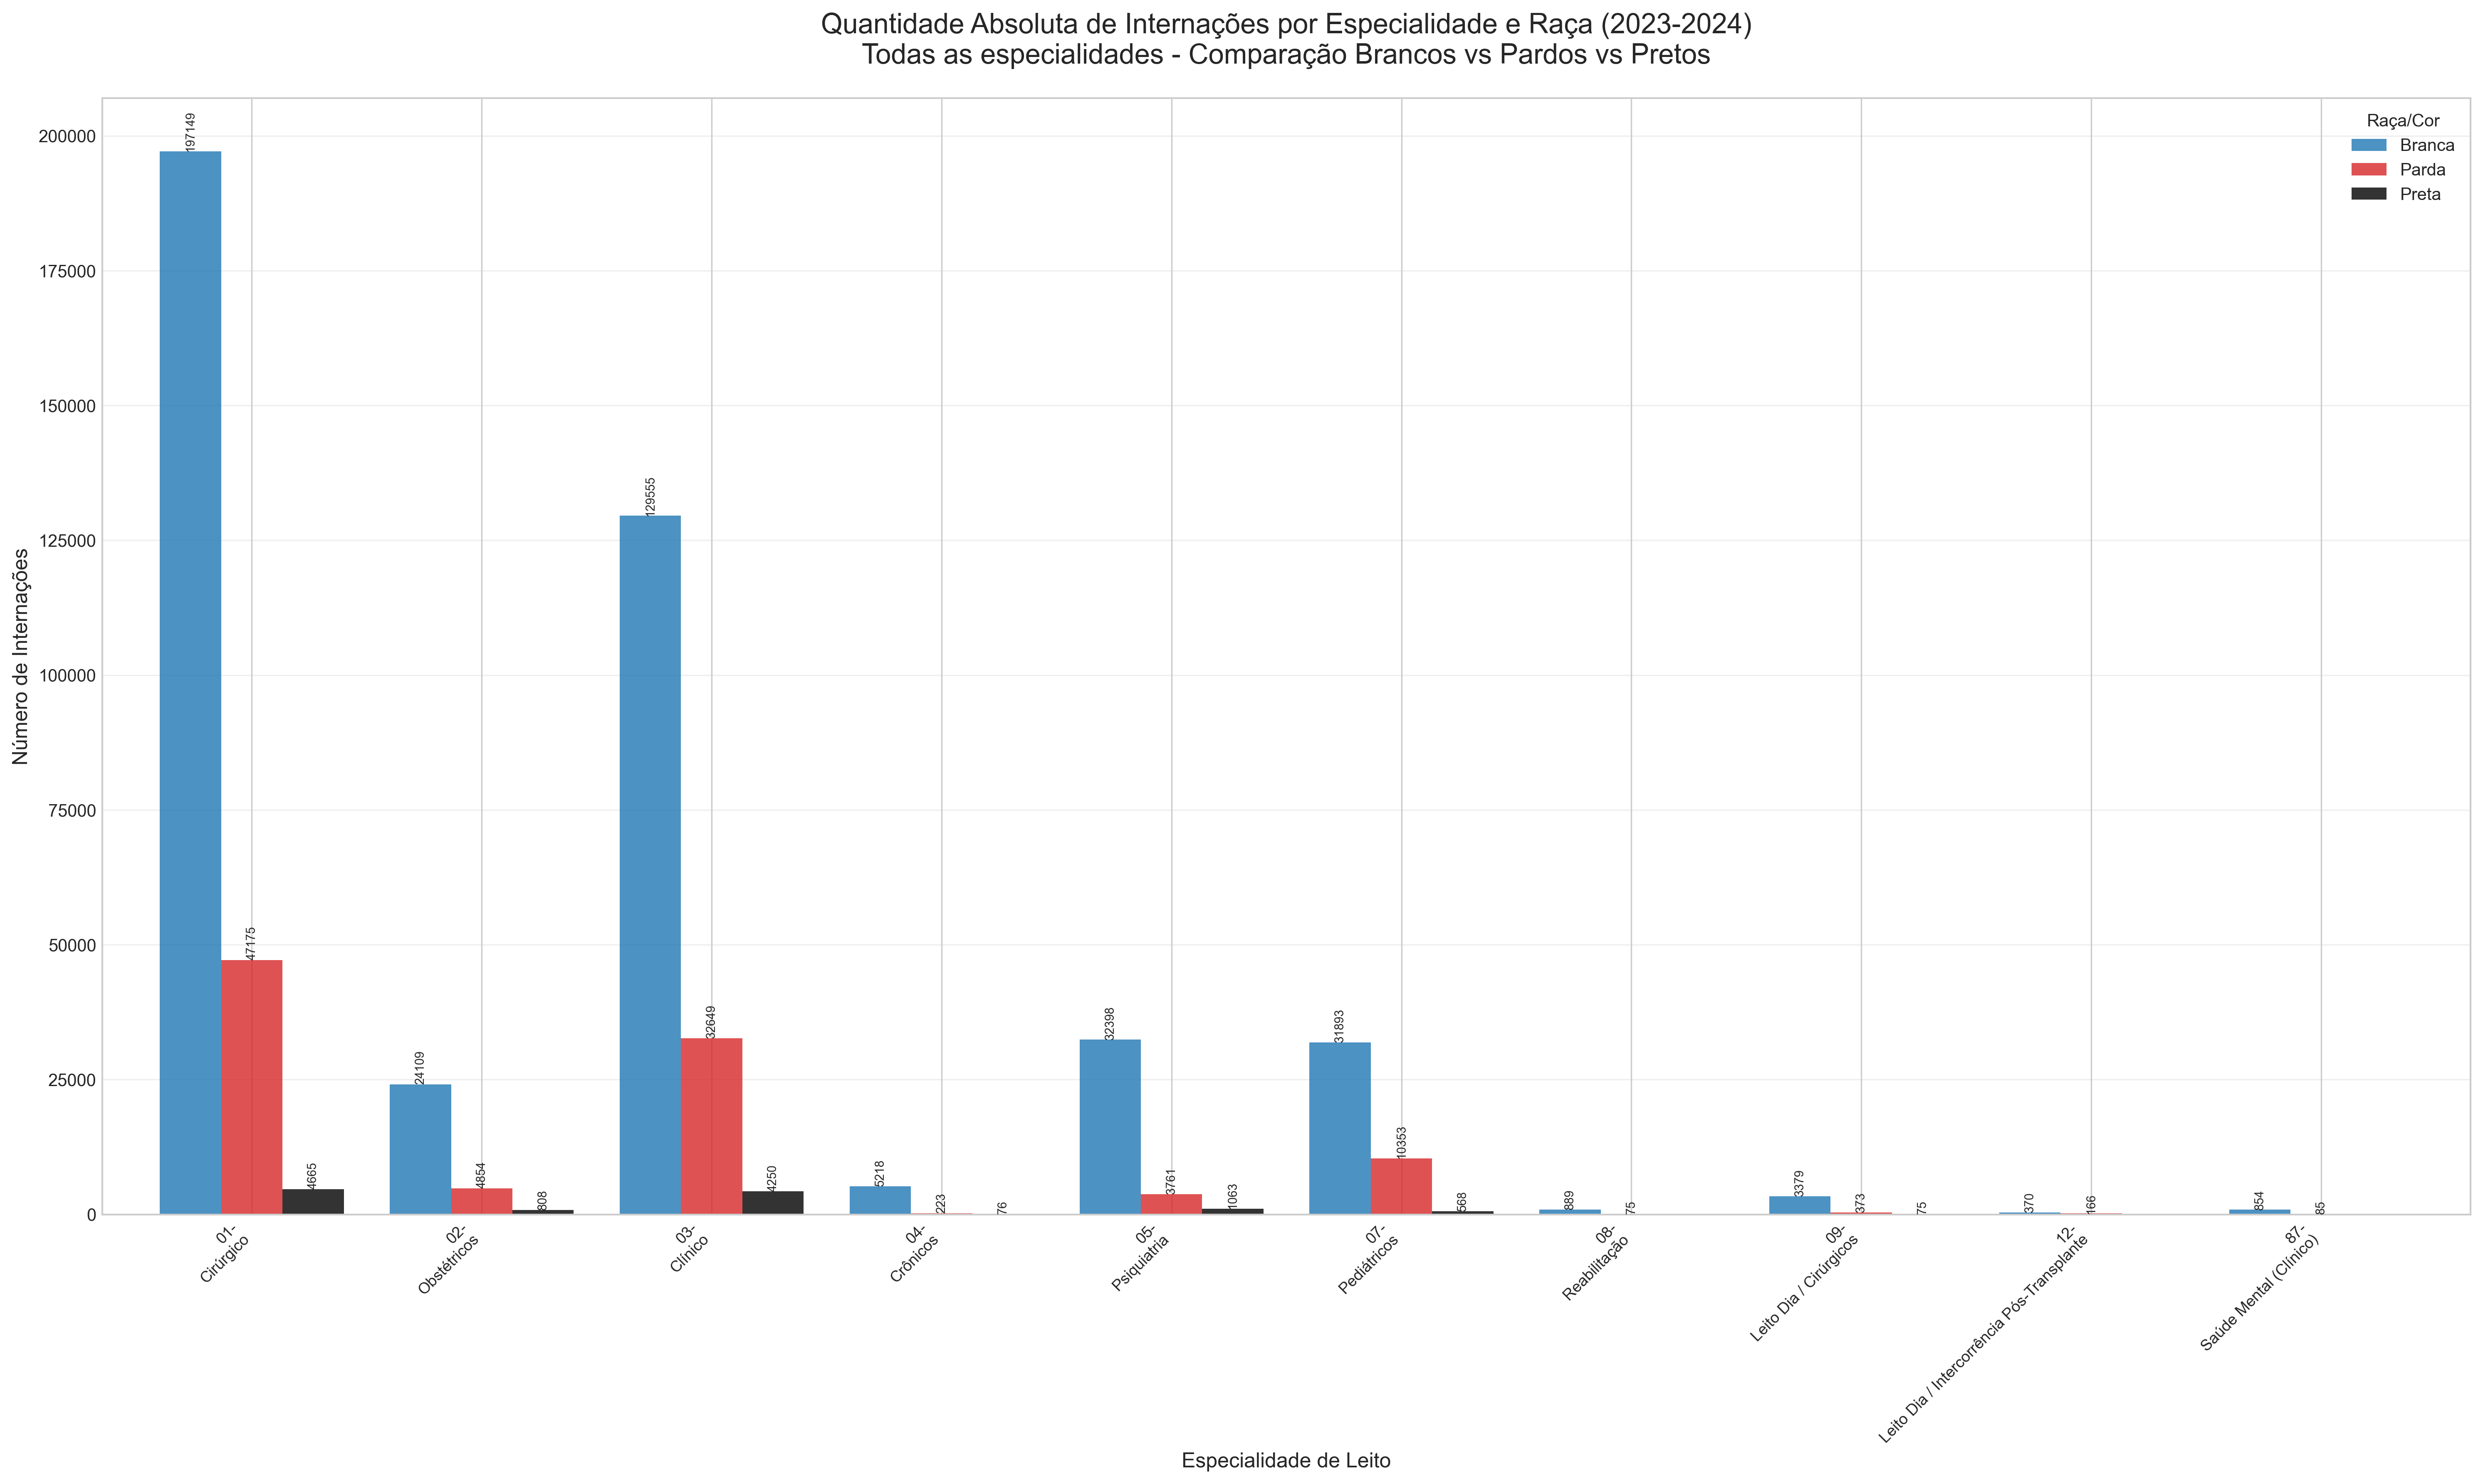 Quantidade Absoluta de Internações por Especialidade e Raça (2023-2024)
Todas as especialidades - Comparação Brancos vs Pardos vs Pretos
Raça/Cor
Branca
Parda
Preta
Número de Internações
200000
175000
150000
125000
100000
75000
50000
25000
0
197149
47175
4665
24109
4854
808
129555
32649
4250
5218
223
76
32398
3761
1063
31893
10353
568
889
75
3379
373
75
370
166
854
85
01-
Cirúrgico
02-
Obstétricos
03-
Clínico
04-
Crônicos
05-
Psiquiatria
07-
Pediátricos
08-
Reabilitação
09-
Leito Dia / Cirúrgicos
12-
Leito Dia / Intercorrência Pós-Transplante
87-
Saúde Mental (Clínico)
Especialidade de Leito